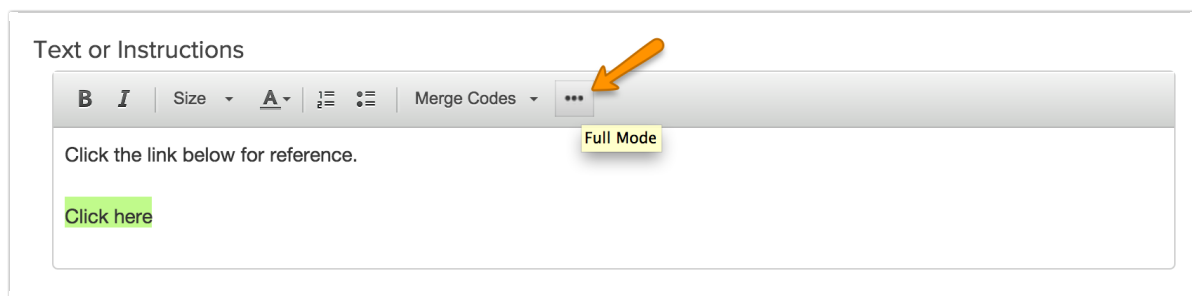 Text or Instructions
B I Size A Merge Codes •••
Full Mode
Click the link below for reference.
Click here